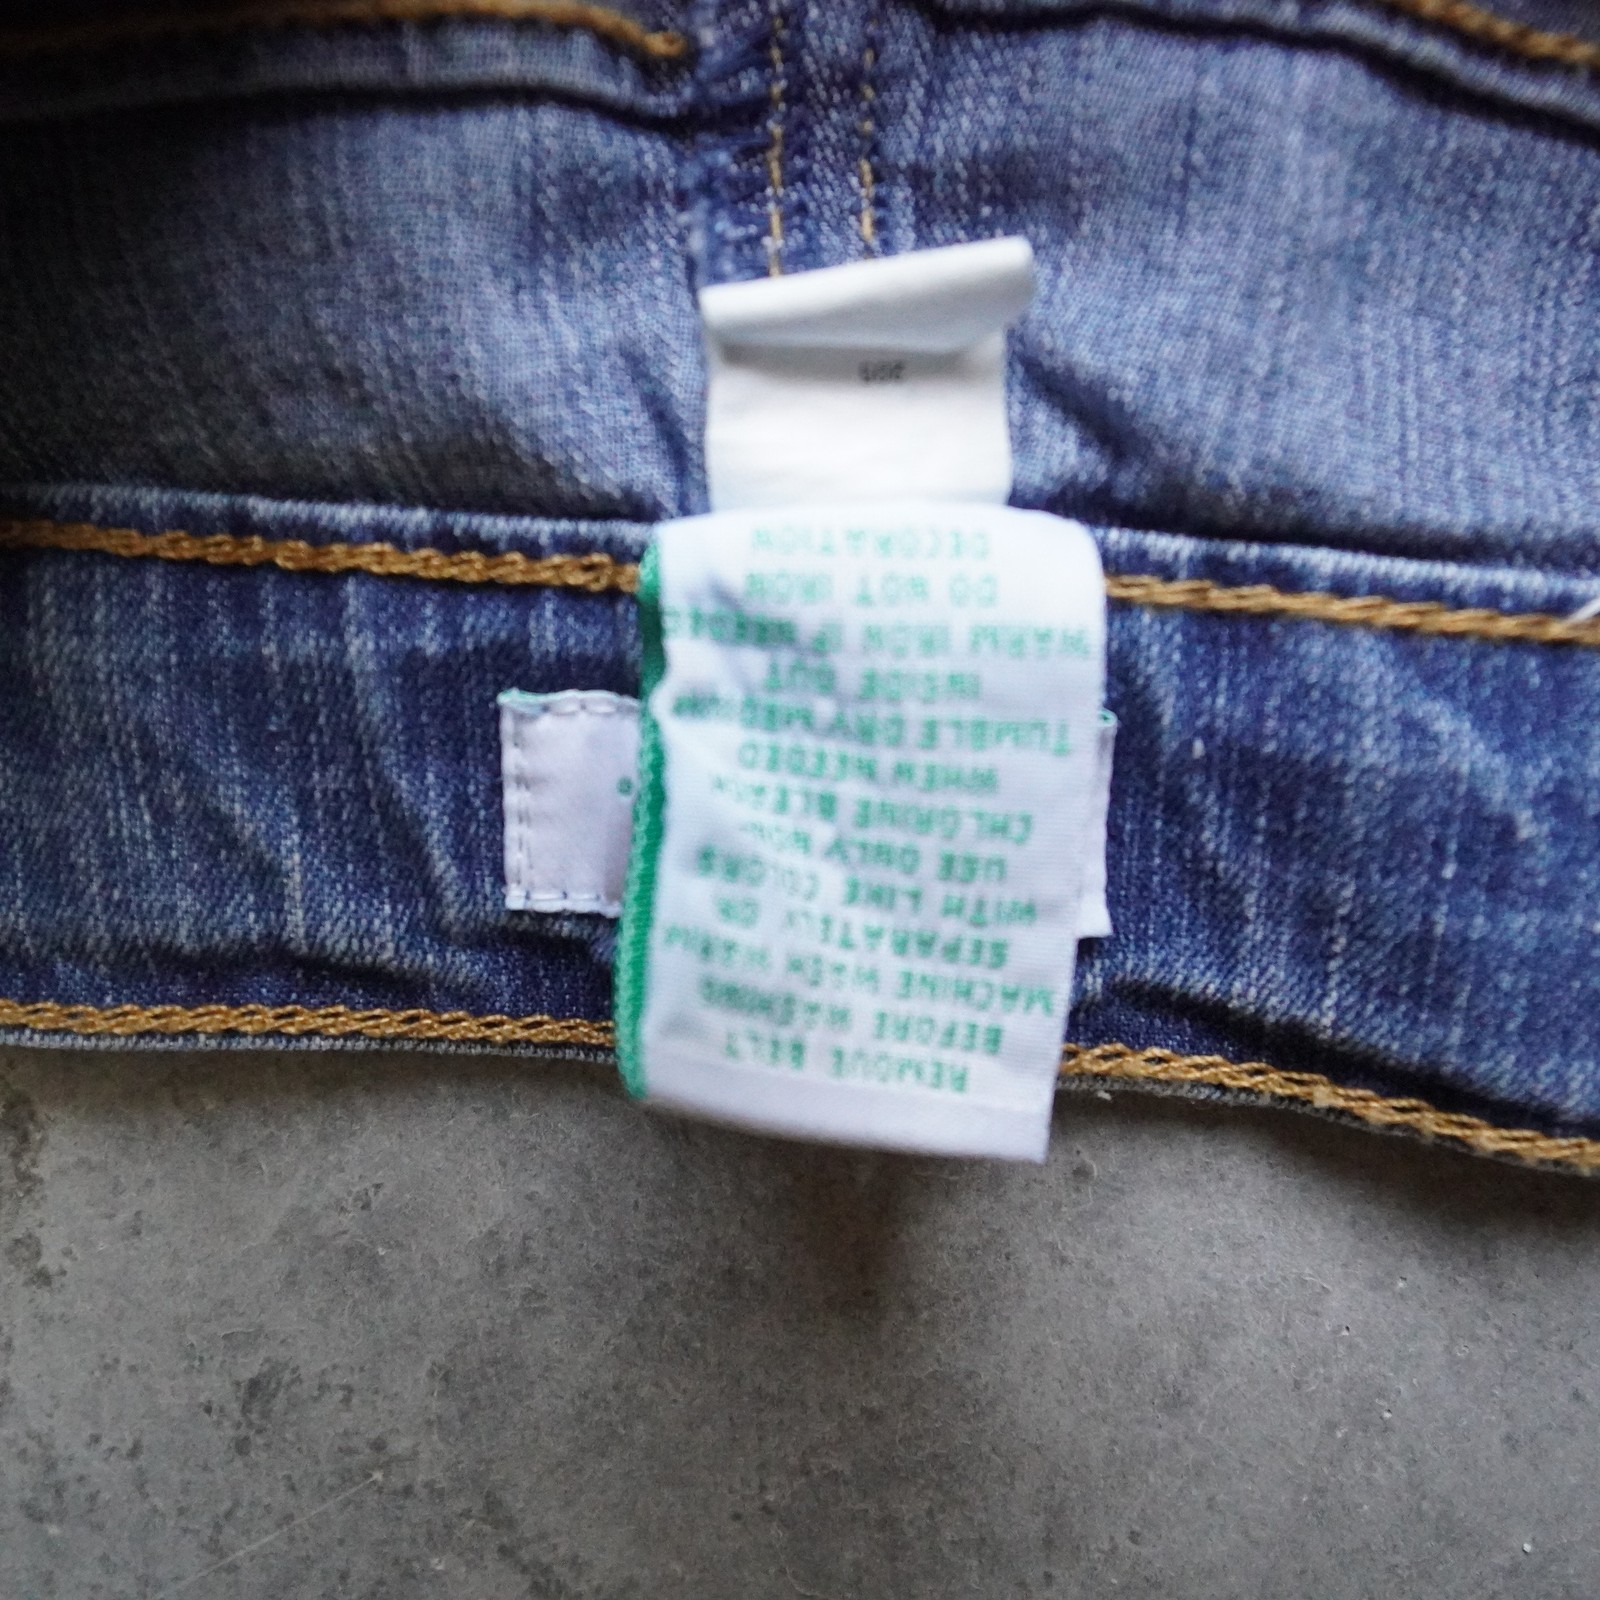 REMOVE BELT
BEFORE WASHING
MACHINE WASH WARM
SEPARATELY OR
WITH LIKE COLORS
USE ONLY NON-
CHLORINE BLEACH
WHEN NEEDED
TUMBLE DRY MEDIUM
INSIDE OUT
WARM IRON IF NEEDED
DO NOT IRON
DECORATION